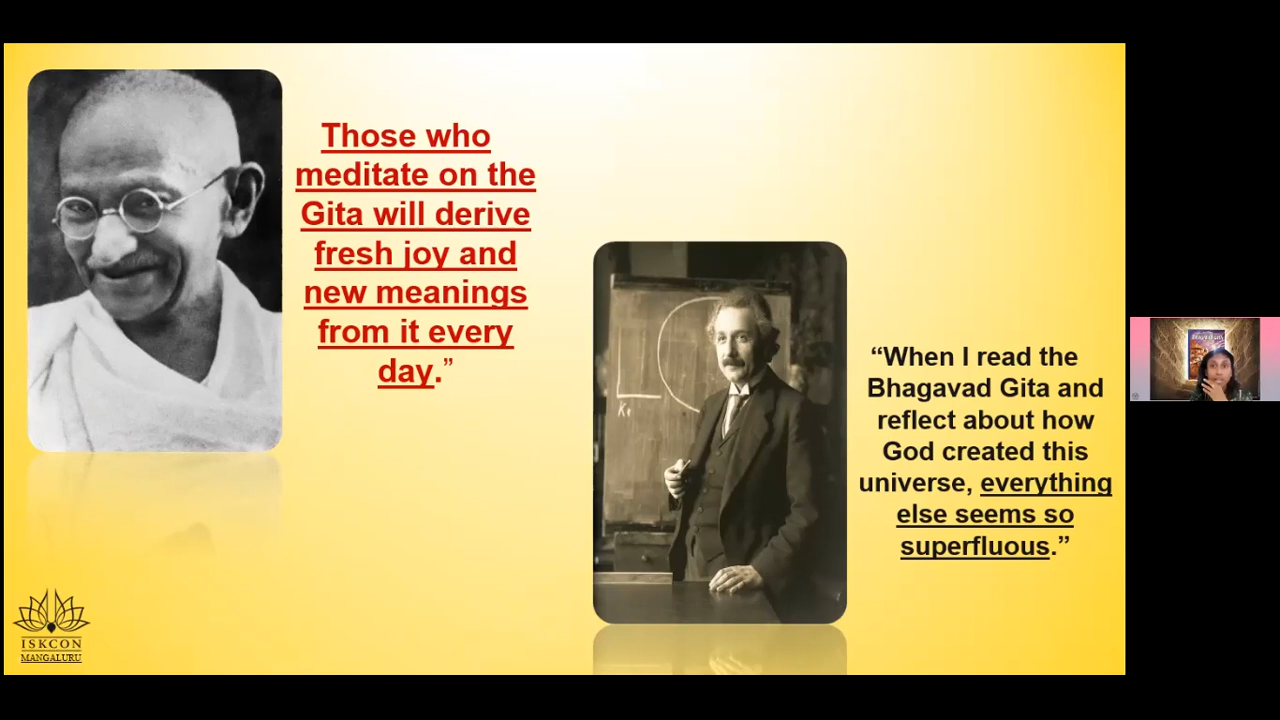 Those who
meditate on the
Gita will derive
fresh joy and
new meanings
from it every
day.”
“When I read the
Bhagavad Gita and
reflect about how
God created this
universe, everything
else seems so
superfluous.”
ISKCON
MANGALURU